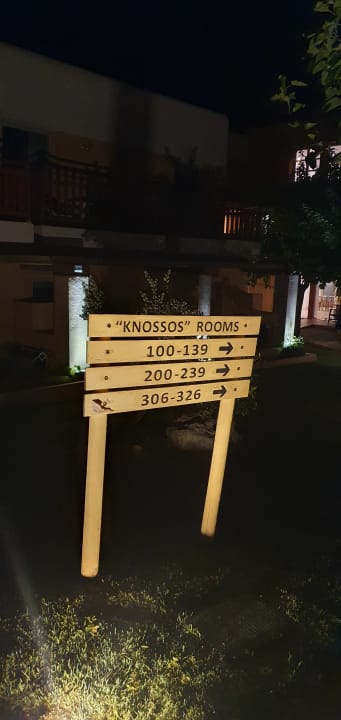 "KNOSSOS" ROOMS
100-139 →
200-239 →
306-326 →